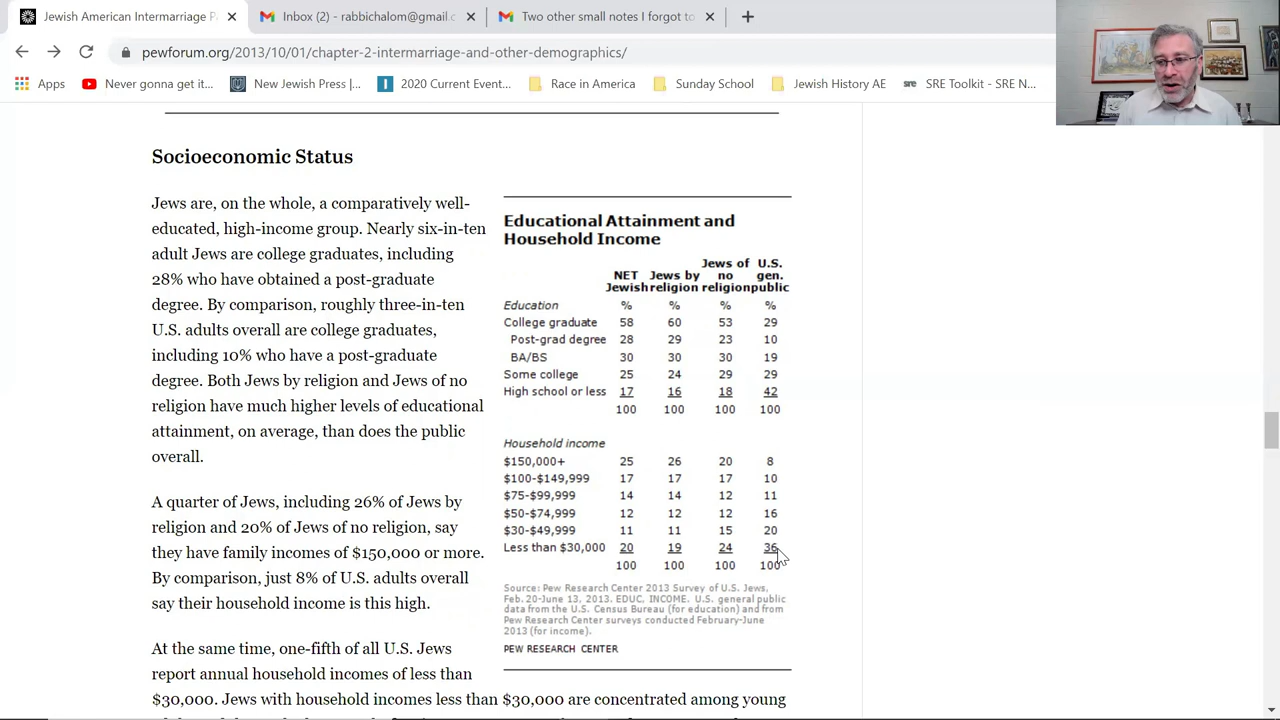 Jewish American Intermarriage P
Inbox (2) - rabbichalom@gmail
Two other small notes I forgot to
pewforum.org/2013/10/01/chapter-2-intermarriage-and-other-demographics/
Apps
Never gonna get it...
New Jewish Press |...
2020 Current Event...
Race in America
Sunday School
Jewish History AE
sre
SRE Toolkit - SRE N...
Socioeconomic Status
Jews are, on the whole, a comparatively well-
educated, high-income group. Nearly six-in-ten
adult Jews are college graduates, including
28% who have obtained a post-graduate
degree. By comparison, roughly three-in-ten
U.S. adults overall are college graduates,
including 10% who have a post-graduate
degree. Both Jews by religion and Jews of no
religion have much higher levels of educational
attainment, on average, than does the public
overall.
A quarter of Jews, including 26% of Jews by
religion and 20% of Jews of no religion, say
they have family incomes of $150,000 or more.
By comparison, just 8% of U.S. adults overall
say their household income is this high.
At the same time, one-fifth of all U.S. Jews
report annual household incomes of less than
$30,000. Jews with household incomes less than $30,000 are concentrated among young
Educational Attainment and
Household Income
NET Jewish Jews by religion Jews of no religion U.S. gen. public
Education % % % %
College graduate 58 60 53 29
Post-grad degree 28 29 23 10
BA/BS 30 30 30 19
Some college 25 24 29 29
High school or less 17 16 18 42
100 100 100 100
Household income
$150,000+ 25 26 20 8
$100-$149,999 17 17 17 10
$75-$99,999 14 14 12 11
$50-$74,999 12 12 12 16
$30-$49,999 11 11 15 20
Less than $30,000 20 19 24 36
100 100 100 100
Source: Pew Research Center 2013 Survey of U.S. Jews,
Feb. 20-June 13, 2013. EDUC, INCOME. U.S. general public
data from the U.S. Census Bureau (for education) and from
Pew Research Center surveys conducted February-June
2013 (for income).
PEW RESEARCH CENTER